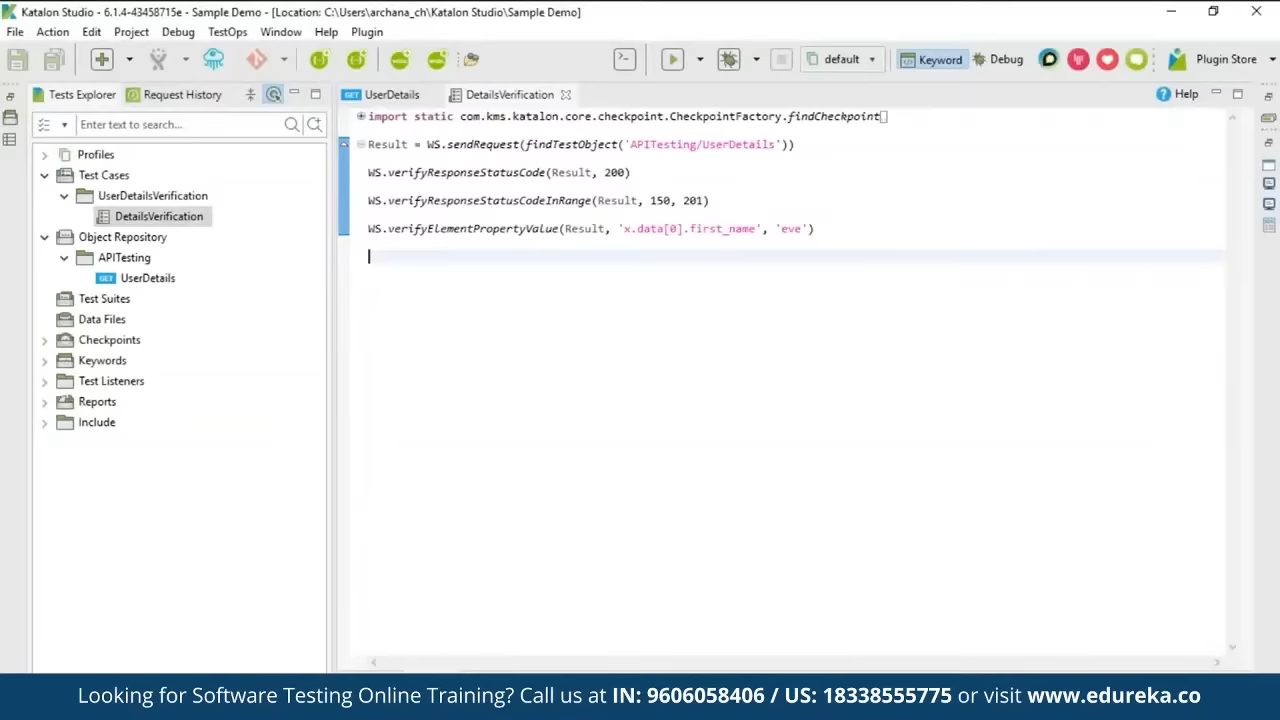 Katalon Studio - 6.1.4-43458715e - Sample Demo - [Location: C:\Users\archana_ch\Katalon Studio\Sample Demo]
File Action Edit Project Debug TestOps Window Help Plugin
default Keyword Debug Plugin Store
Tests Explorer Request History
GET UserDetails DetailsVerification Help
Enter text to search...
Profiles
Test Cases
UserDetailsVerification
DetailsVerification
Object Repository
APITesting
GET UserDetails
Test Suites
Data Files
Checkpoints
Keywords
Test Listeners
Reports
Include
import static com.kms.katalon.core.checkpoint.CheckpointFactory.findCheckpoint
Result = WS.sendRequest(findTestObject('APITesting/UserDetails'))
WS.verifyResponseStatusCode(Result, 200)
WS.verifyResponseStatusCodeInRange(Result, 150, 201)
WS.verifyElementPropertyValue(Result, 'x.data[0].first_name', 'eve')
Looking for Software Testing Online Training? Call us at IN: 9606058406 / US: 18338555775 or visit www.edureka.co